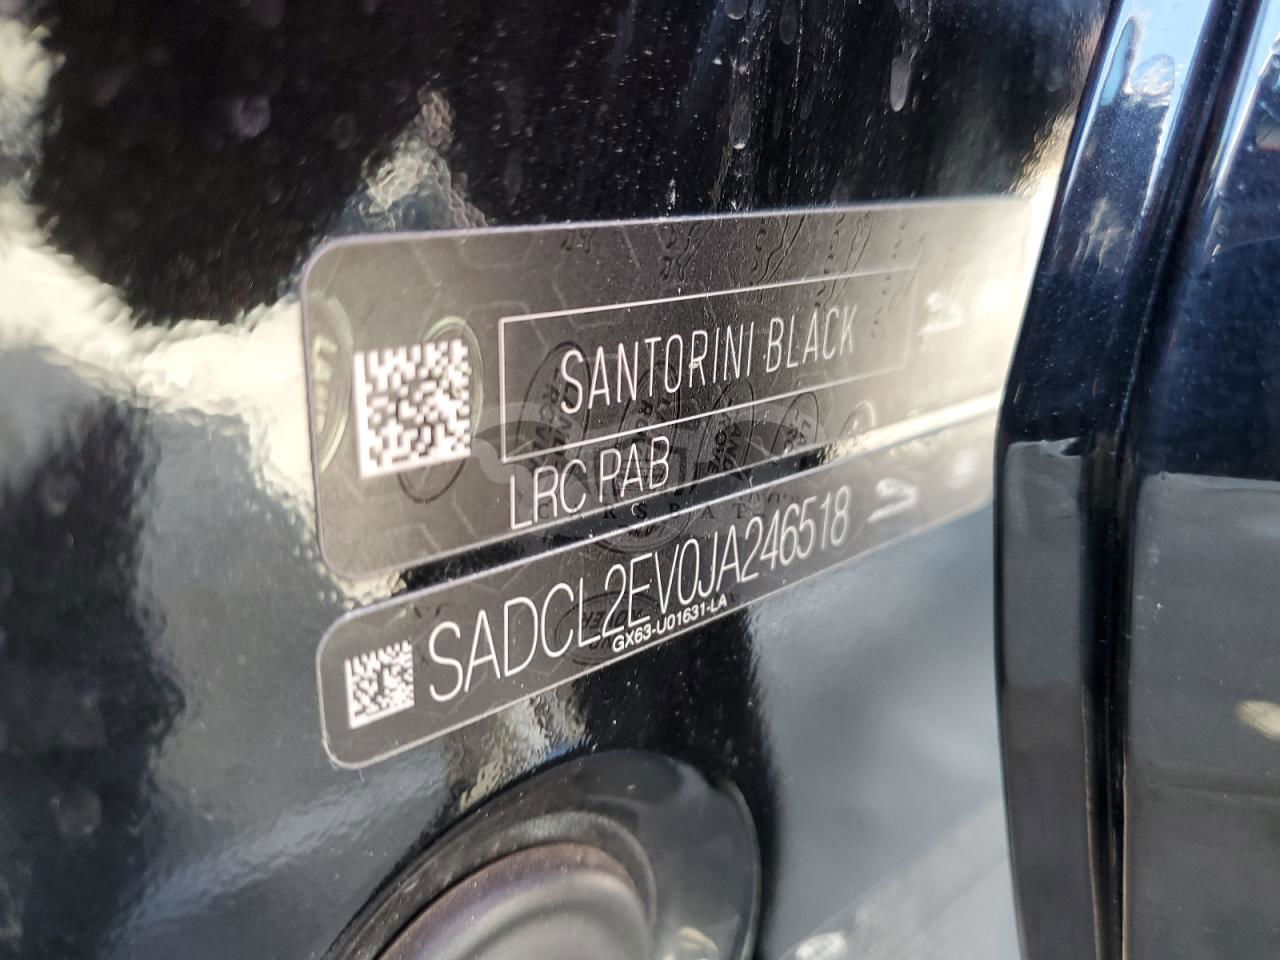 SANTORINI BLACK
LRC PAB
SADCL2EV0JA246518
GX63-U01631-LA